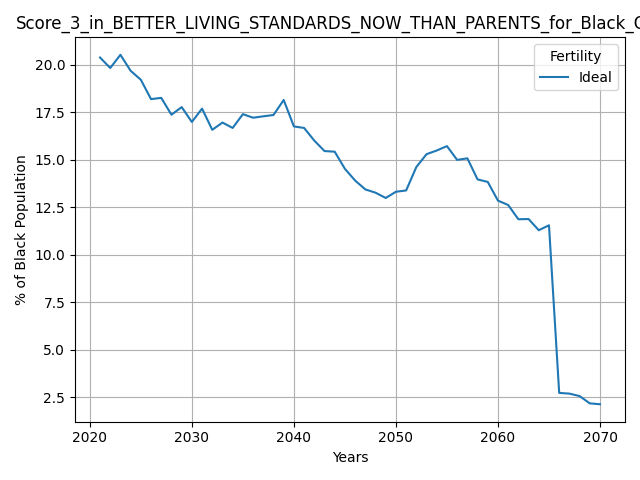 Score_3_in_BETTER_LIVING_STANDARDS_NOW_THAN_PARENTS_for_Black_
Fertility
Ideal
20.0
17.5
15.0
12.5
10.0
7.5
5.0
2.5
% of Black Population
2020 2030 2040 2050 2060 2070
Years